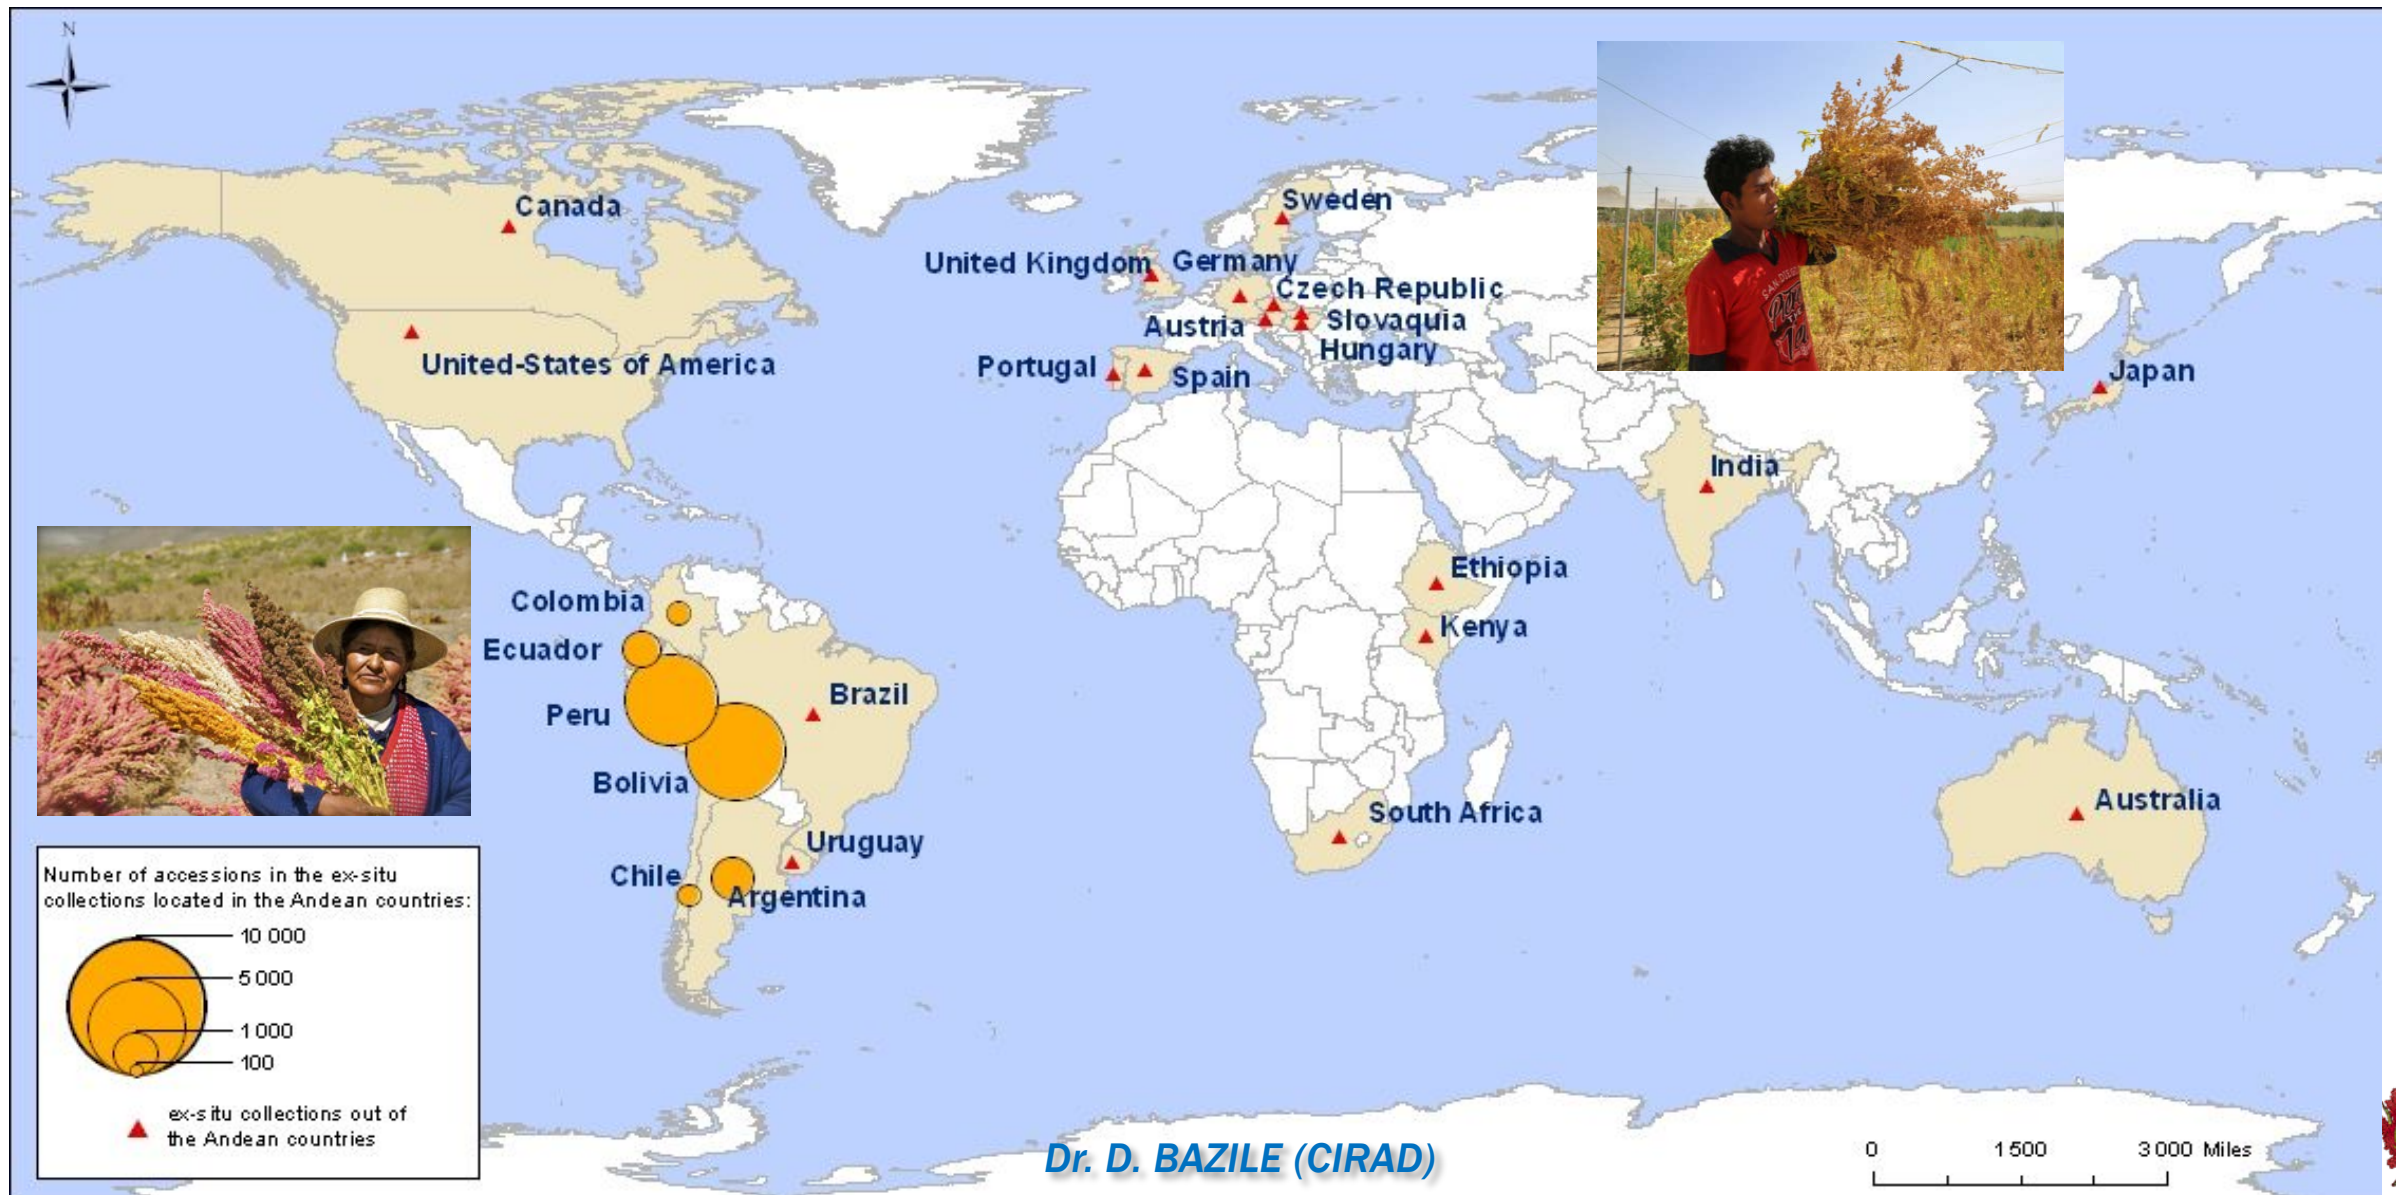 N
Canada
United-States of America
Sweden
United Kingdom
Germany
Czech Republic
Austria
Slovaquia
Hungary
Portugal
Spain
Japan
India
Ethiopia
Kenya
South Africa
Australia
Colombia
Ecuador
Peru
Brazil
Bolivia
Uruguay
Chile
Argentina
Number of accessions in the ex-situ
collections located in the Andean countries:
10 000
5 000
1 000
100
ex-situ collections out of
the Andean countries
Dr. D. BAZILE (CIRAD)
0 1 500 3 000 Miles